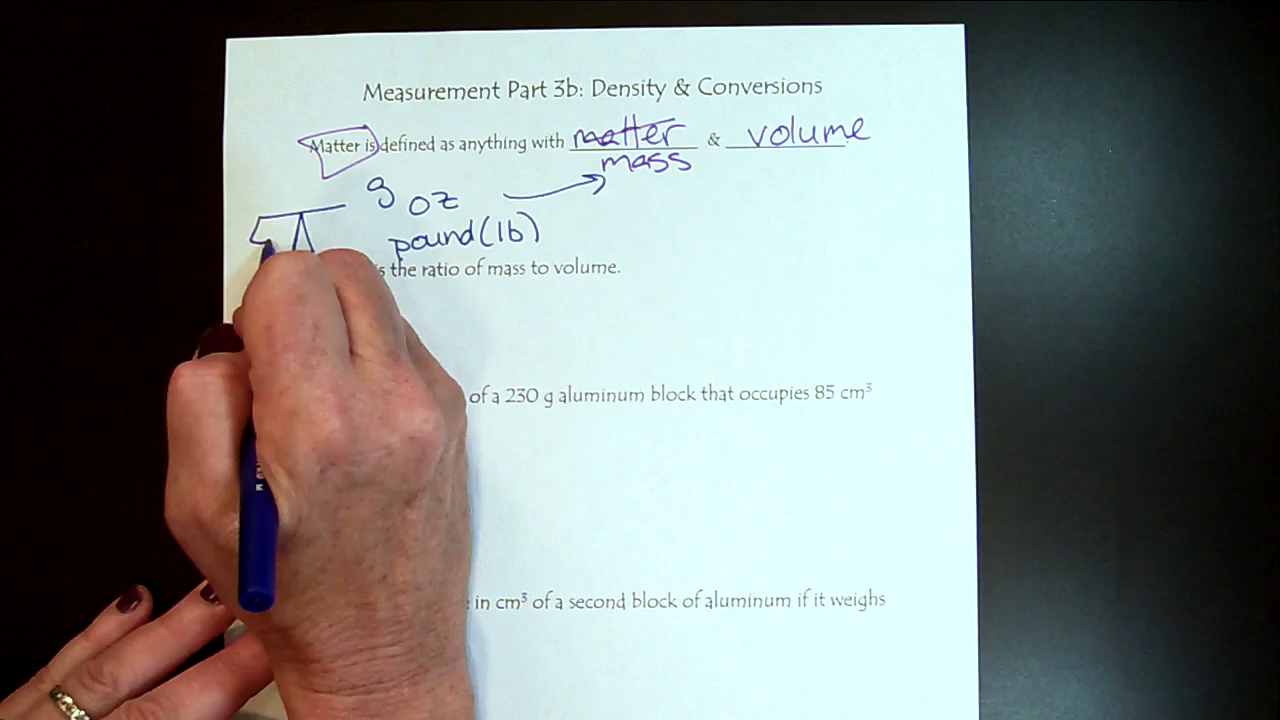 Measurement Part 3b: Density & Conversions
Matter is defined as anything with matter & volume
mass
g oz
pound (lb)
the ratio of mass to volume.
of a 230 g aluminum block that occupies 85 cm³
in cm³ of a second block of aluminum if it weighs